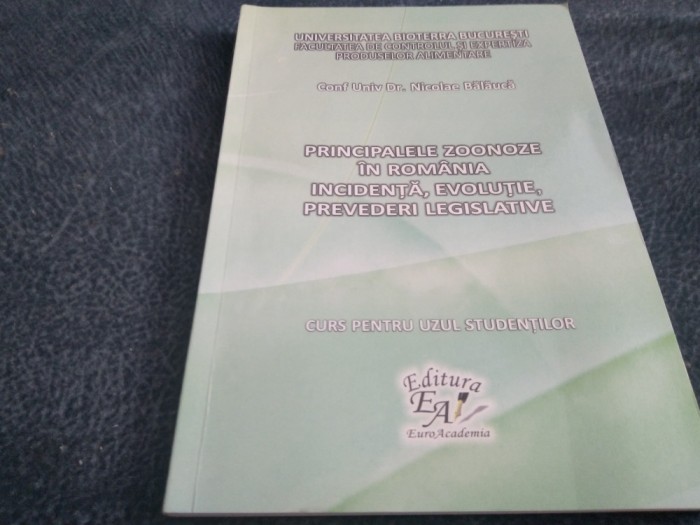 UNIVERSITATEA BIOTERRA BUCUREȘTI
FACULTATEA DE CONTROLUL ȘI EXPERTIZA
PRODUSELOR ALIMENTARE
Conf Univ Dr. Nicolae Bălăucă
PRINCIPALELE ZOONOZE
ÎN ROMÂNIA
INCIDENȚĂ, EVOLUȚIE,
PREVEDERI LEGISLATIVE
CURS PENTRU UZUL STUDENȚILOR
Editura
EA
EuroAcademia